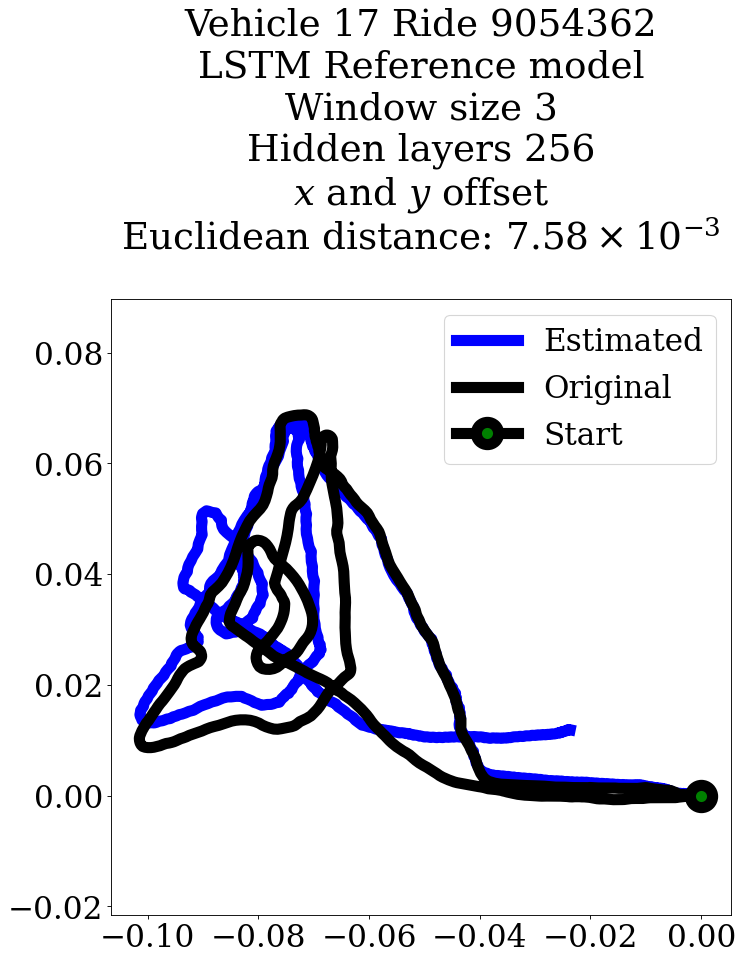 Vehicle 17 Ride 9054362
LSTM Reference model
Window size 3
Hidden layers 256
x and y offset
Euclidean distance: 7.58 × 10⁻³
Estimated
Original
Start
0.08
0.06
0.04
0.02
0.00
−0.02
−0.10 −0.08 −0.06 −0.04 −0.02 0.00